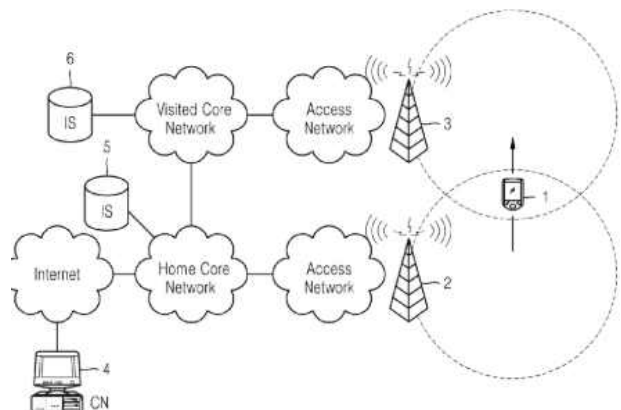 6
IS
Visited Core
Network
Access
Network
3
5
IS
1
Internet
Home Core
Network
Access
Network
2
4
CN